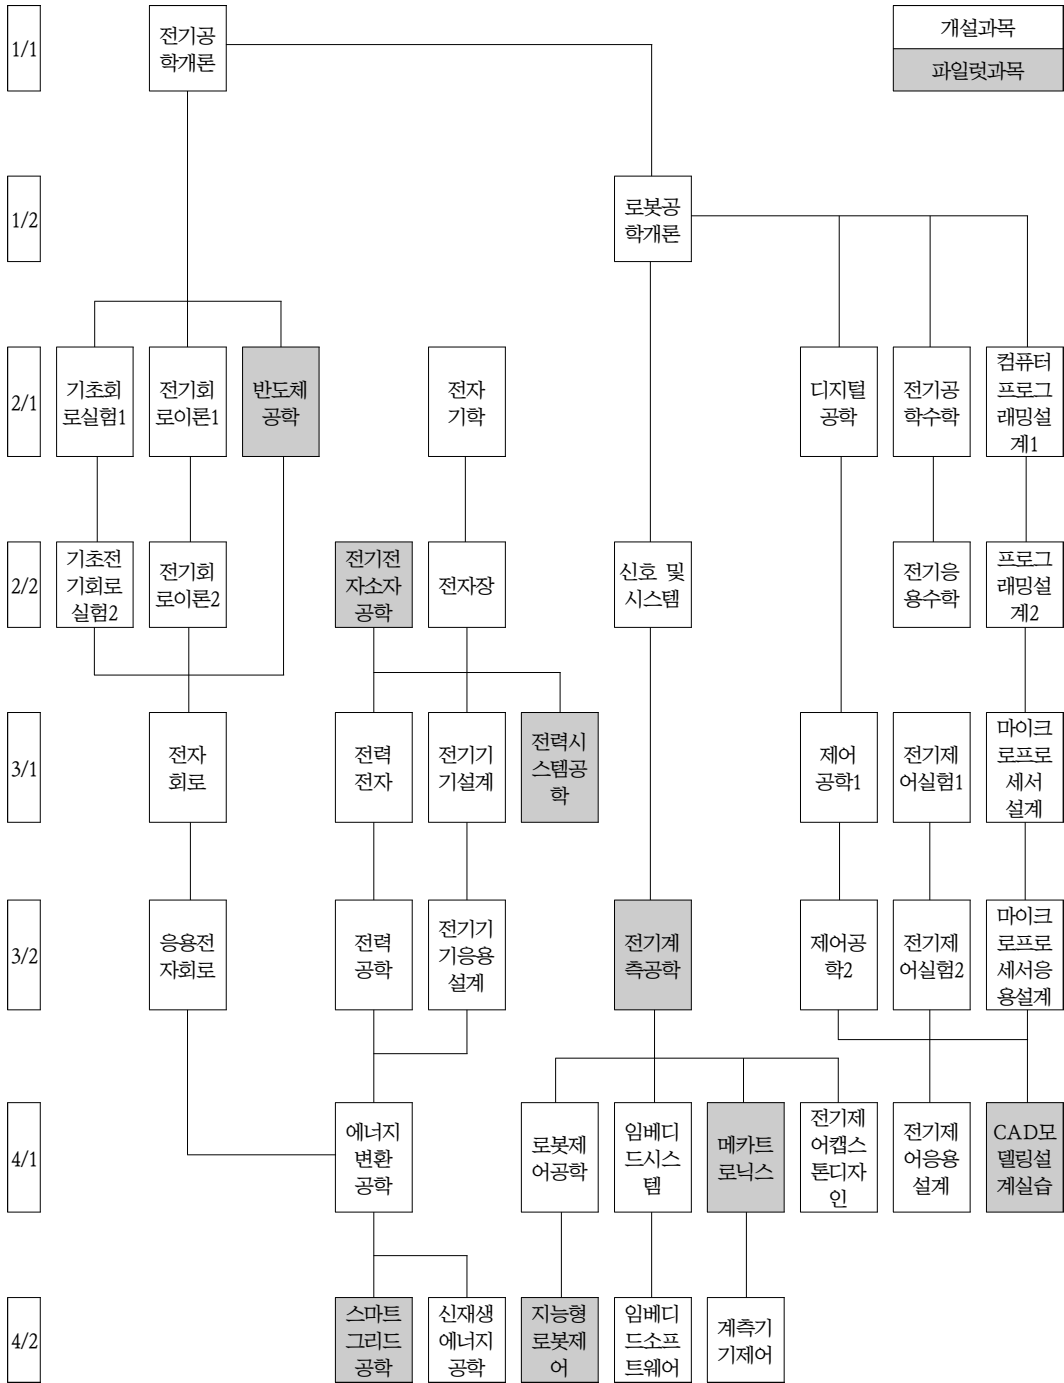 1/1
전기공
학개론
개설과목
파일럿과목
1/2
로봇공
학개론
2/1
기초회
로실험1
전기회
로이론1
반도체
공학
전자
기학
디지털
공학
전기공
학수학
컴퓨터
프로그
래밍설
계1
2/2
기초전
기회로
실험2
전기회
로이론2
전기전
자소자
공학
전자장
신호 및
시스템
전기응
용수학
프로그
래밍설
계2
3/1
전자
회로
전력
전자
전기기
기설계
전력시
스템공
학
제어
공학1
전기제
어실험1
마이크
로프로
세서
설계
3/2
응용전
자회로
전력
공학
전기기
기응용
설계
전기계
측공학
제어공
학2
전기제
어실험2
마이크
로프로
세서응
용설계
4/1
에너지
변환
공학
로봇제
어공학
임베디
드시스
템
메카트
로닉스
전기제
어캡스
톤디자
인
전기제
어응용
설계
CAD모
델링설
계실습
4/2
스마트
그리드
공학
신재생
에너지
공학
지능형
로봇제
어
임베디
드소프
트웨어
계측기
기제어